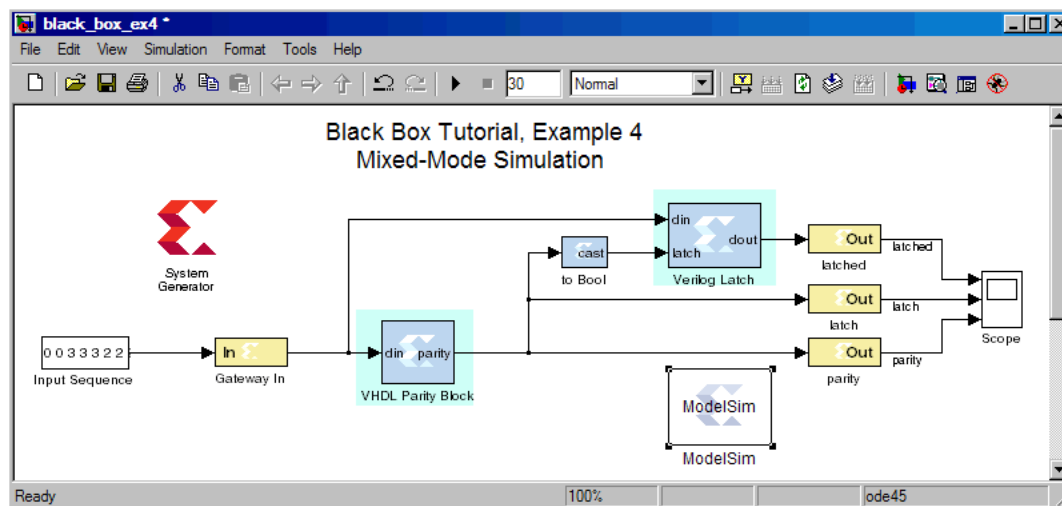 black_box_ex4 *
File Edit View Simulation Format Tools Help
30 Normal
Black Box Tutorial, Example 4
Mixed-Mode Simulation
System
Generator
din
latch
dout
Verilog Latch
cast
to Bool
Out
latched
latched
Out
latch
latch
Scope
0 0 3 3 3 2 2
Input Sequence
In
Gateway In
din parity
VHDL Parity Block
Out
parity
parity
ModelSim
ModelSim
Ready 100% ode45